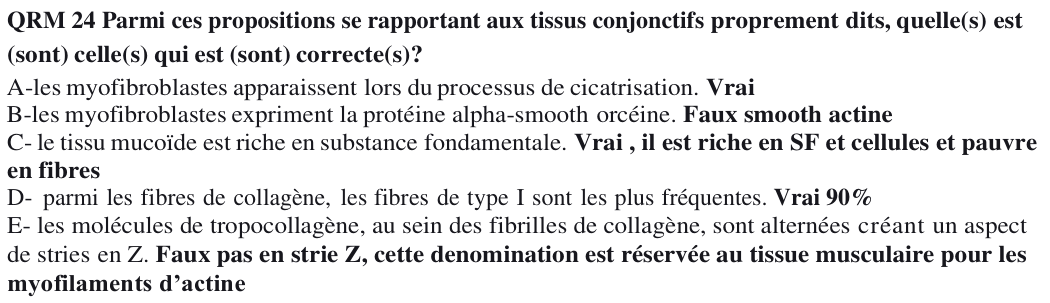 QRM 24 Parmi ces propositions se rapportant aux tissus conjonctifs proprement dits, quelle(s) est
(sont) celle(s) qui est (sont) correcte(s)?
A-les myofibroblastes apparaissent lors du processus de cicatrisation. Vrai
B-les myofibroblastes expriment la protéine alpha-smooth orcéine. Faux smooth actine
C- le tissu mucoïde est riche en substance fondamentale. Vrai , il est riche en SF et cellules et pauvre
en fibres
D- parmi les fibres de collagène, les fibres de type I sont les plus fréquentes. Vrai 90%
E- les molécules de tropocollagène, au sein des fibrilles de collagène, sont alternées créant un aspect
de stries en Z. Faux pas en strie Z, cette denomination est réservée au tissue musculaire pour les
myofilaments d’actine